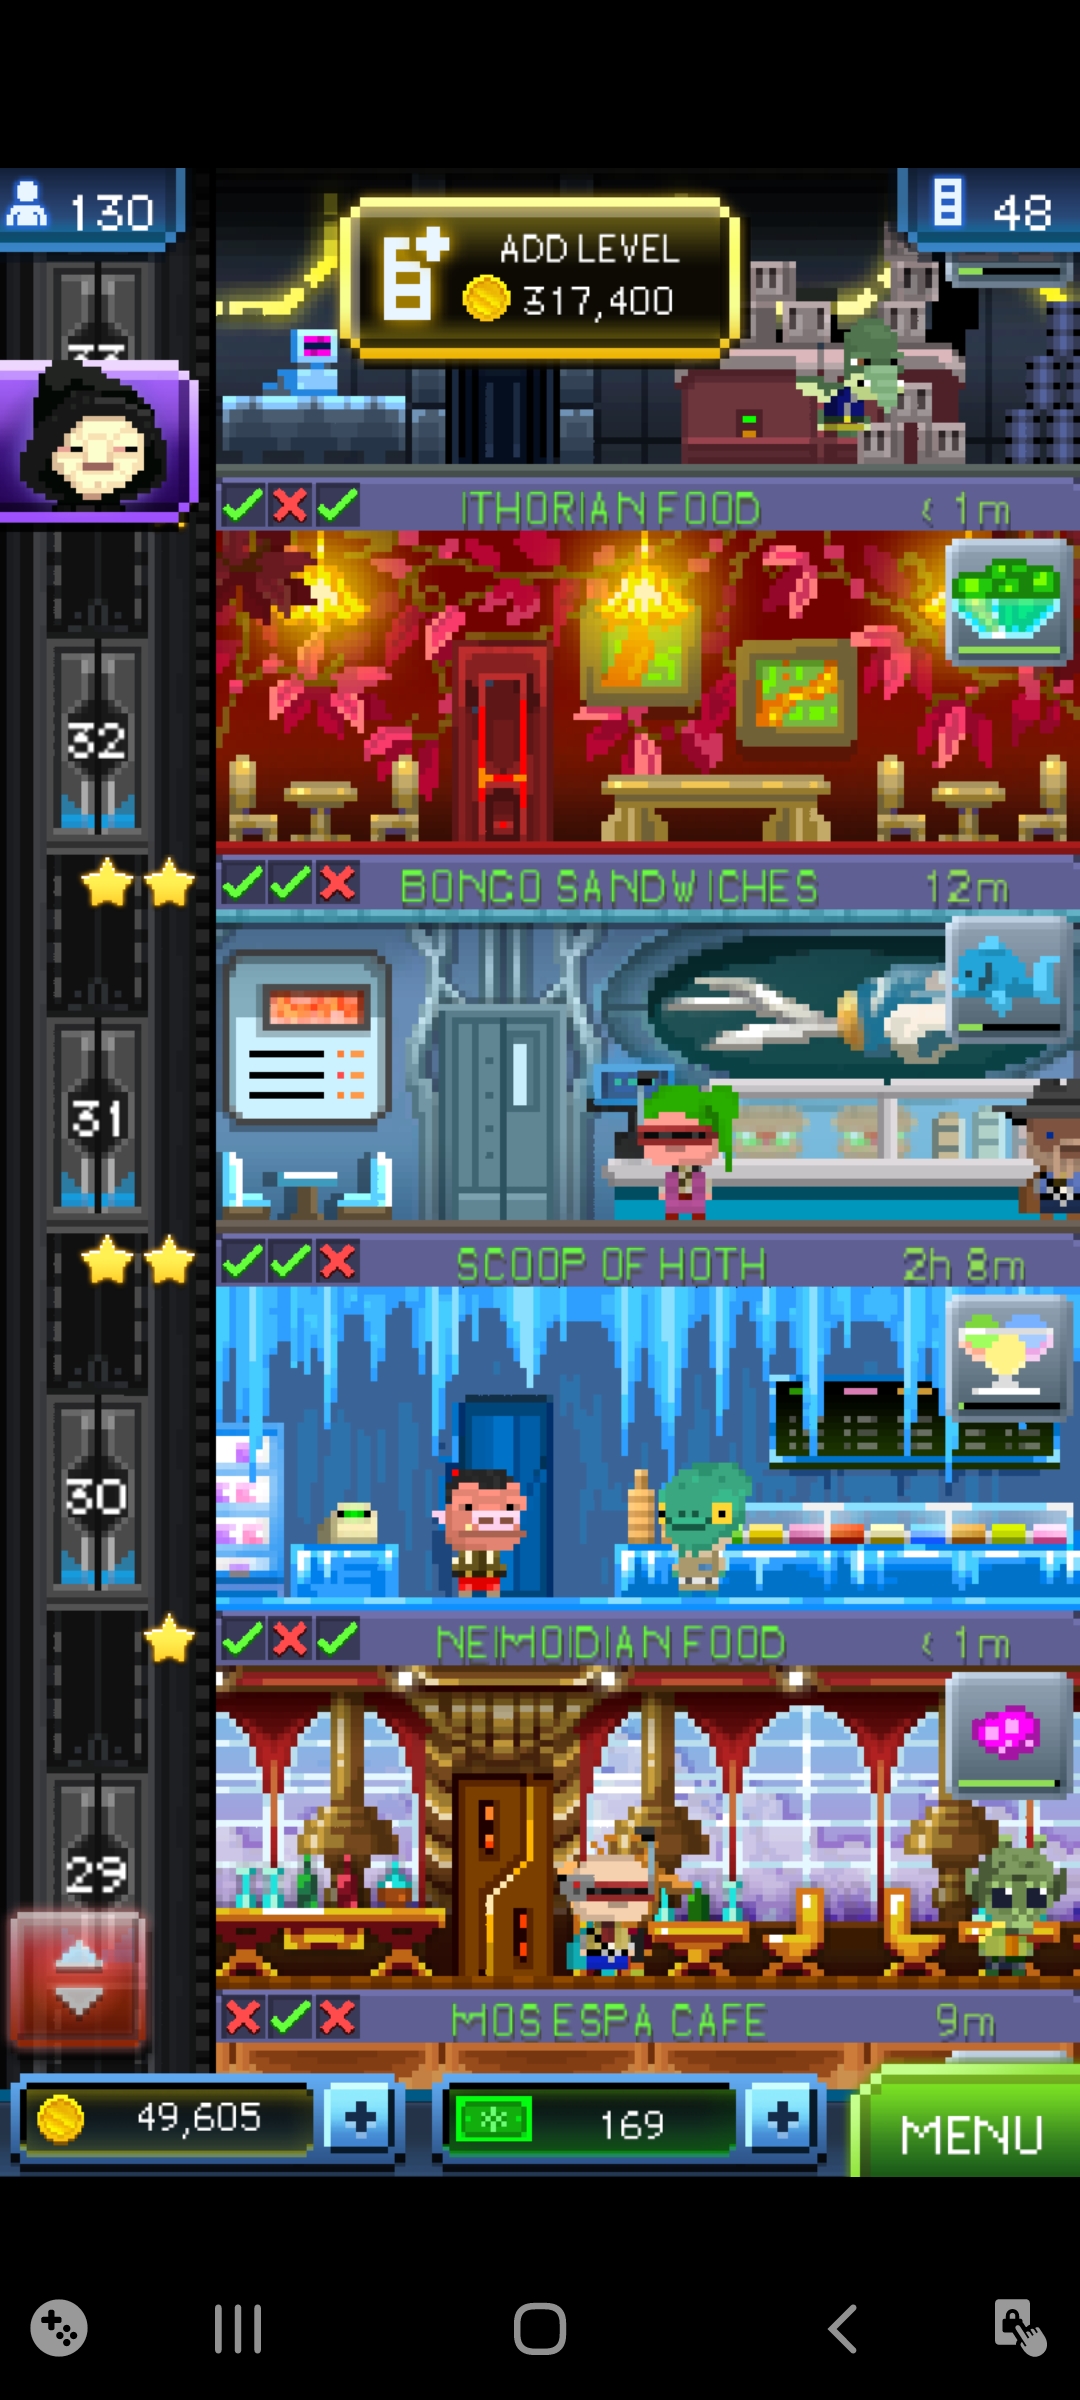 130
ADD LEVEL
317,400
48
ITHORIAN FOOD < 1m
32
BONGO SANDWICHES 12m
31
SCOOP OF HOTH 2h 8m
30
NEIMOIDIAN FOOD < 1m
29
MOS ESPA CAFE 9m
49,605
169
MENU